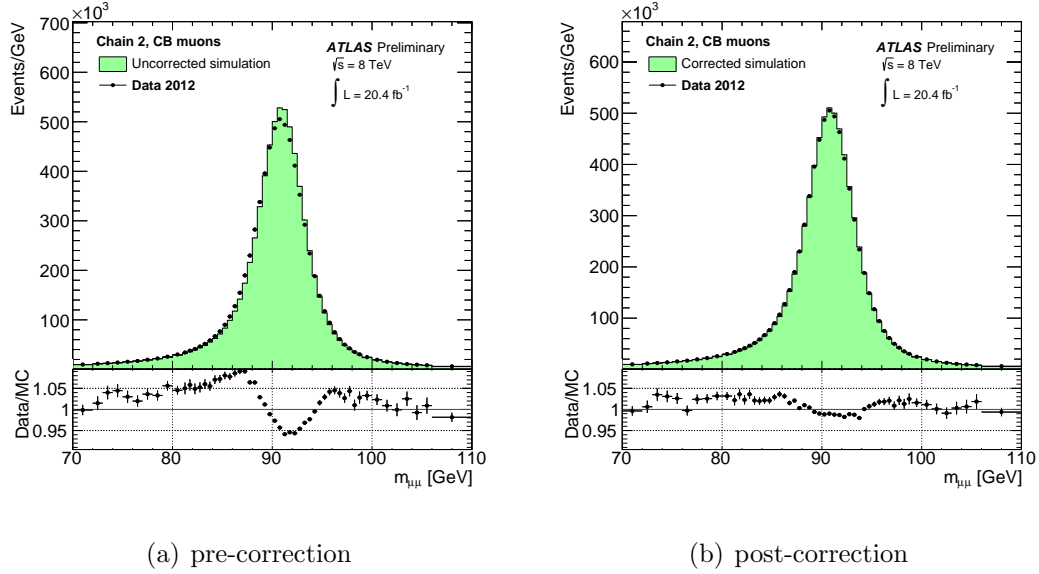 ×10³
700
600
500
400
300
200
100
Events/GeV
Chain 2, CB muons
Uncorrected simulation
Data 2012
ATLAS Preliminary
√s = 8 TeV
∫ L = 20.4 fb⁻¹
Data/MC
1.05
1
0.95
70 80 90 100 110
m_μμ [GeV]
(a) pre-correction
×10³
600
500
400
300
200
100
Events/GeV
Chain 2, CB muons
Corrected simulation
Data 2012
ATLAS Preliminary
√s = 8 TeV
∫ L = 20.4 fb⁻¹
Data/MC
1.05
1
0.95
70 80 90 100 110
m_μμ [GeV]
(b) post-correction